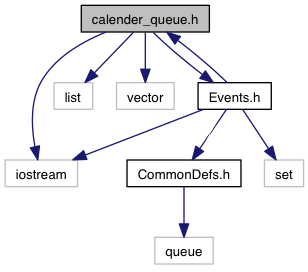 calender_queue.h
list
vector
Events.h
iostream
CommonDefs.h
set
queue